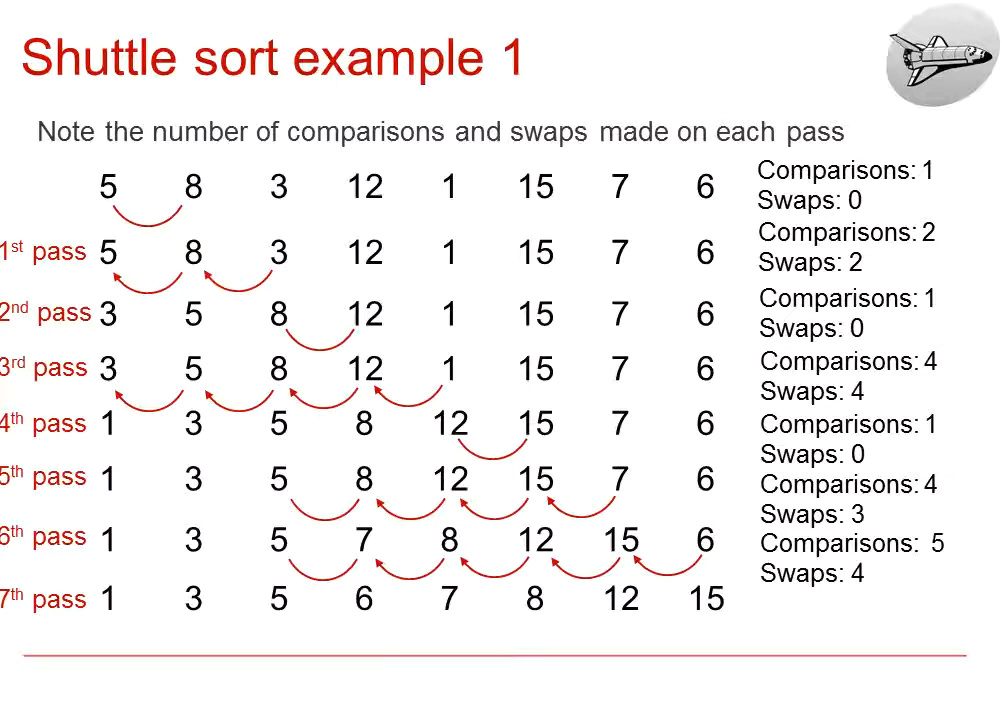 Shuttle sort example 1
Note the number of comparisons and swaps made on each pass
5 8 3 12 1 15 7 6
Comparisons: 1
Swaps: 0
1st pass 5 8 3 12 1 15 7 6
Comparisons: 2
Swaps: 2
2nd pass 3 5 8 12 1 15 7 6
Comparisons: 1
Swaps: 0
3rd pass 3 5 8 12 1 15 7 6
Comparisons: 4
Swaps: 4
4th pass 1 3 5 8 12 15 7 6
Comparisons: 1
Swaps: 0
5th pass 1 3 5 8 12 15 7 6
Comparisons: 4
Swaps: 3
6th pass 1 3 5 7 8 12 15 6
Comparisons: 5
Swaps: 4
7th pass 1 3 5 6 7 8 12 15